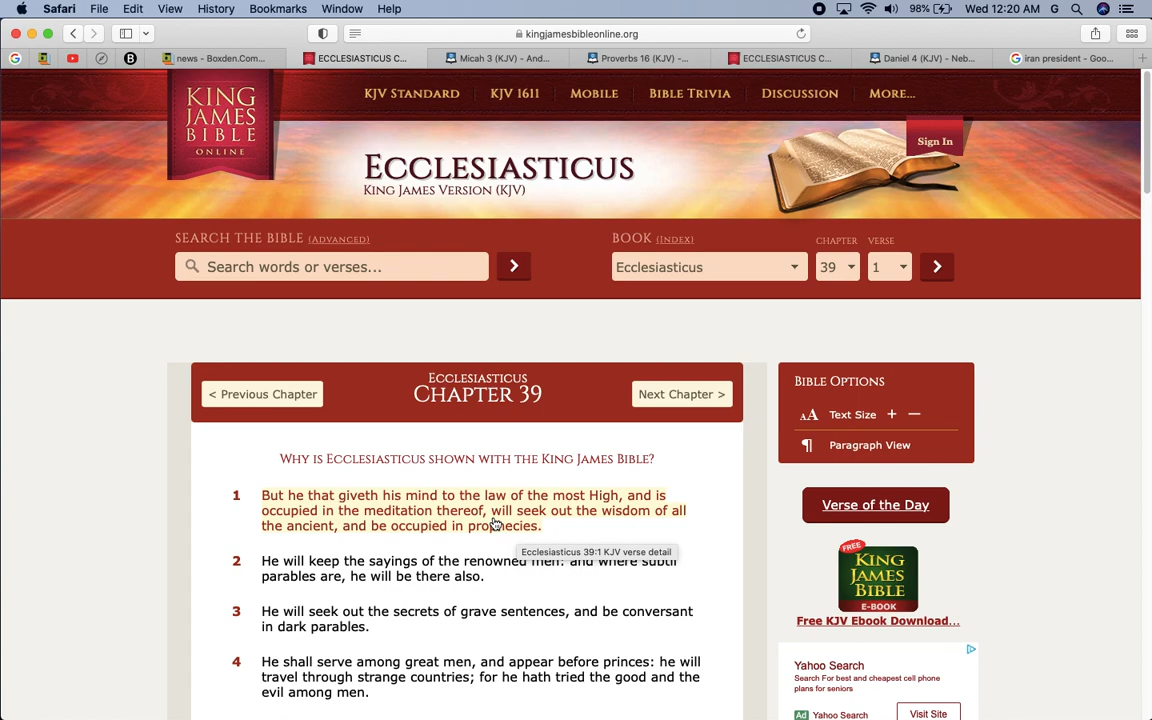 Safari File Edit View History Bookmarks Window Help 98% Wed 12:20 AM G
kingjamesbibleonline.org
news - Boxden.Com... ECCLESIASTICUS C... Micah 3 (KJV) - And... Proverbs 16 (KJV) -... ECCLESIASTICUS C... Daniel 4 (KJV) - Neb... iran president - Goo...
KING JAMES BIBLE ONLINE
KJV STANDARD KJV 1611 MOBILE BIBLE TRIVIA DISCUSSION MORE...
Sign In
ECCLESIASTICUS
KING JAMES VERSION (KJV)
SEARCH THE BIBLE (ADVANCED)
Search words or verses...
BOOK (INDEX) CHAPTER VERSE
Ecclesiasticus 39 1
< Previous Chapter
ECCLESIASTICUS
CHAPTER 39
Next Chapter >
WHY IS ECCLESIASTICUS SHOWN WITH THE KING JAMES BIBLE?
1 But he that giveth his mind to the law of the most High, and is
occupied in the meditation thereof, will seek out the wisdom of all
the ancient, and be occupied in prophecies.
Ecclesiasticus 39:1 KJV verse detail
2 He will keep the sayings of the renowned men: and where subtil
parables are, he will be there also.
3 He will seek out the secrets of grave sentences, and be conversant
in dark parables.
4 He shall serve among great men, and appear before princes: he will
travel through strange countries; for he hath tried the good and the
evil among men.
BIBLE OPTIONS
AA Text Size + −
¶ Paragraph View
Verse of the Day
FREE
KING
JAMES
BIBLE
E-BOOK
Free KJV Ebook Download...
Yahoo Search
Search For best and cheapest cell phone
plans for seniors
Ad Yahoo Search
Visit Site